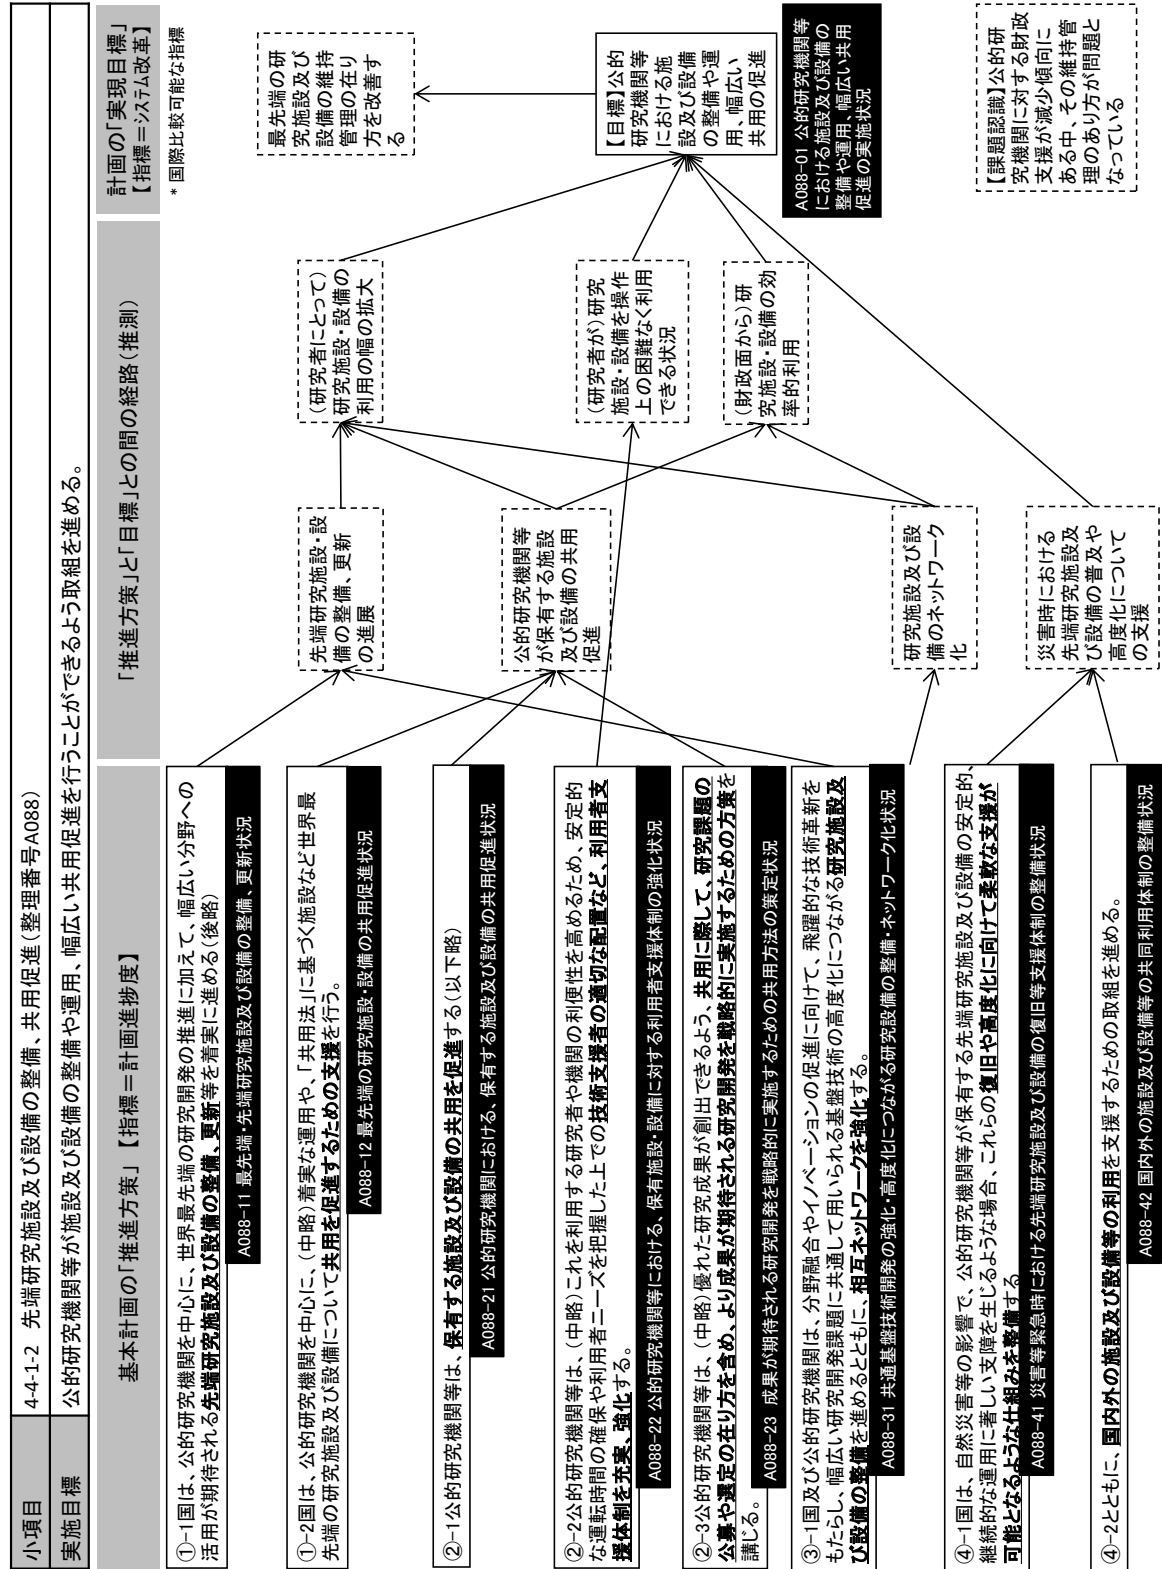 小項目
4-4-1-2 先端研究施設及び設備の整備、共用促進(整理番号A088)
実施目標
公的研究機関等が施設及び設備の整備や運用、幅広い共用促進を行うことができるよう取組を進める。
基本計画の「推進方策」【指標=計画進捗度】
「推進方策」と「目標」との間の経路(推測)
計画の「実現目標」
【指標=システム改革】
*国際比較可能な指標
①-1国は、公的研究機関を中心に、世界最先端の研究開発の推進に加えて、幅広い分野への
活用が期待される先端研究施設及び設備の整備、更新等を着実に進める(後略)
A088-11 最先端・先端研究施設及び設備の整備、更新状況
①-2国は、公的研究機関を中心に、(中略)着実な運用や、「共用法」に基づく施設など世界最
先端の研究施設及び設備について共用を促進するための支援を行う。
A088-12 最先端の研究施設・設備の共用促進状況
②-1公的研究機関等は、保有する施設及び設備の共用を促進する(以下略)
A088-21 公的研究機関における、保有する施設及び設備の共用促進状況
②-2公的研究機関等は、(中略)これを利用する研究者や機関の利便性を高めるため、安定的
な運転時間の確保や利用者ニーズを把握した上での技術支援者の適切な配置など、利用者支
援体制を充実、強化する。
A088-22 公的研究機関等における、保有施設・設備に対する利用者支援体制の強化状況
②-3公的研究機関等は、(中略)優れた研究成果が創出できるよう、共用に際して、研究課題の
公募や選定の在り方を含め、より成果が期待される研究開発を戦略的に実施するための方策を
講じる。
A088-23 成果が期待される研究開発を戦略的に実施するための共用方法の策定状況
③-1国及び公的研究機関は、分野融合やイノベーションの促進に向けて、飛躍的な技術革新を
もたらし、幅広い研究開発課題に共通して用いられる基盤技術の高度化につながる研究施設及
び設備の整備を進めるとともに、相互ネットワークを強化する。
A088-31 共通基盤技術開発の強化・高度化につながる研究設備の整備・ネットワーク化状況
④-1国は、自然災害等の影響で、公的研究機関等が保有する先端研究施設及び設備の安定的、
継続的な運用に著しい支障を生じるような場合、これらの復旧や高度化に向けて柔軟な支援が
可能となるような仕組みを整備する
A088-41 災害等緊急時における先端研究施設及び設備の復旧等支援体制の整備状況
④-2とともに、国内外の施設及び設備等の利用を支援するための取組を進める。
A088-42 国内外の施設及び設備等の共同利用体制の整備状況
先端研究施設・設
備の整備、更新
の進展
公的研究機関等
が保有する施設
及び設備の共用
促進
研究施設及び設
備のネットワーク
化
災害時における
先端研究施設及
び設備の普及や
高度化について
の支援
(研究者にとって)
研究施設・設備の
利用の幅の拡大
(研究者が)研究
施設・設備を操作
上の困難なく利用
できる状況
(財政面から)研
究施設・設備の効
率的利用
最先端の研
究施設及び
設備の維持
管理の在り
方を改善す
る
【目標】公的
研究機関等
における施
設及び設備
の整備や運
用、幅広い
共用の促進
A088-01 公的研究機関等
における施設及び設備の
整備や運用、幅広い共用
促進の実施状況
【課題認識】公的研
究機関に対する財政
支援が減少傾向に
ある中、その維持管
理のあり方が問題と
なっている